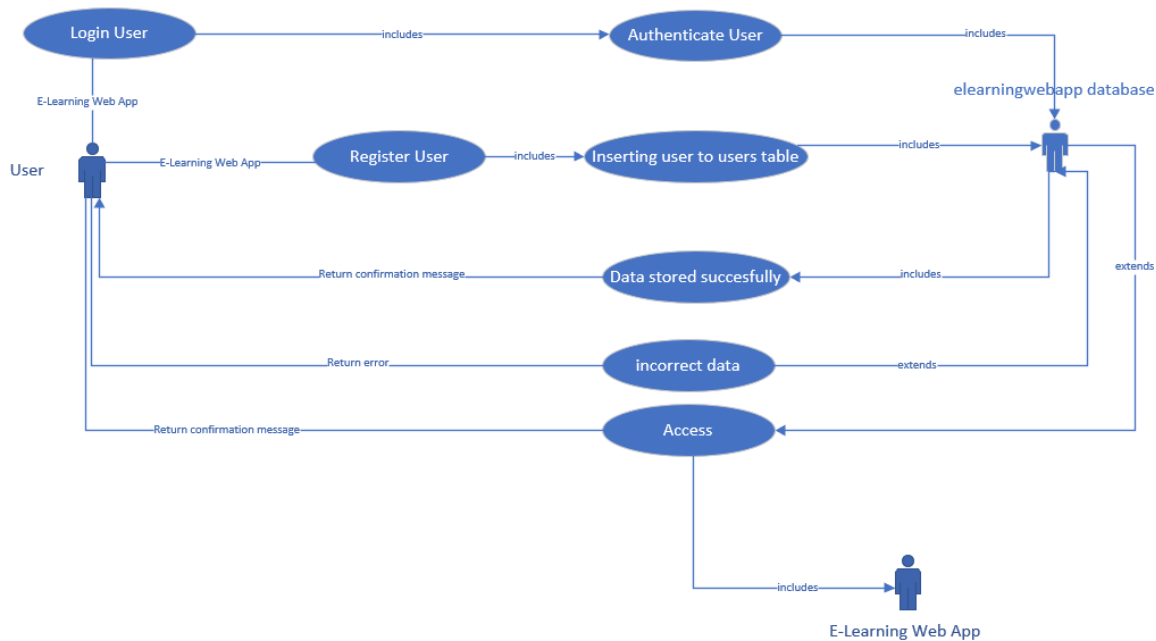 Login User
includes
Authenticate User
includes
E-Learning Web App
elearningwebapp database
User
E-Learning Web App
Register User
includes
Inserting user to users table
includes
Return confirmation message
Data stored succesfully
includes
extends
Return error
incorrect data
extends
Return confirmation message
Access
includes
E-Learning Web App